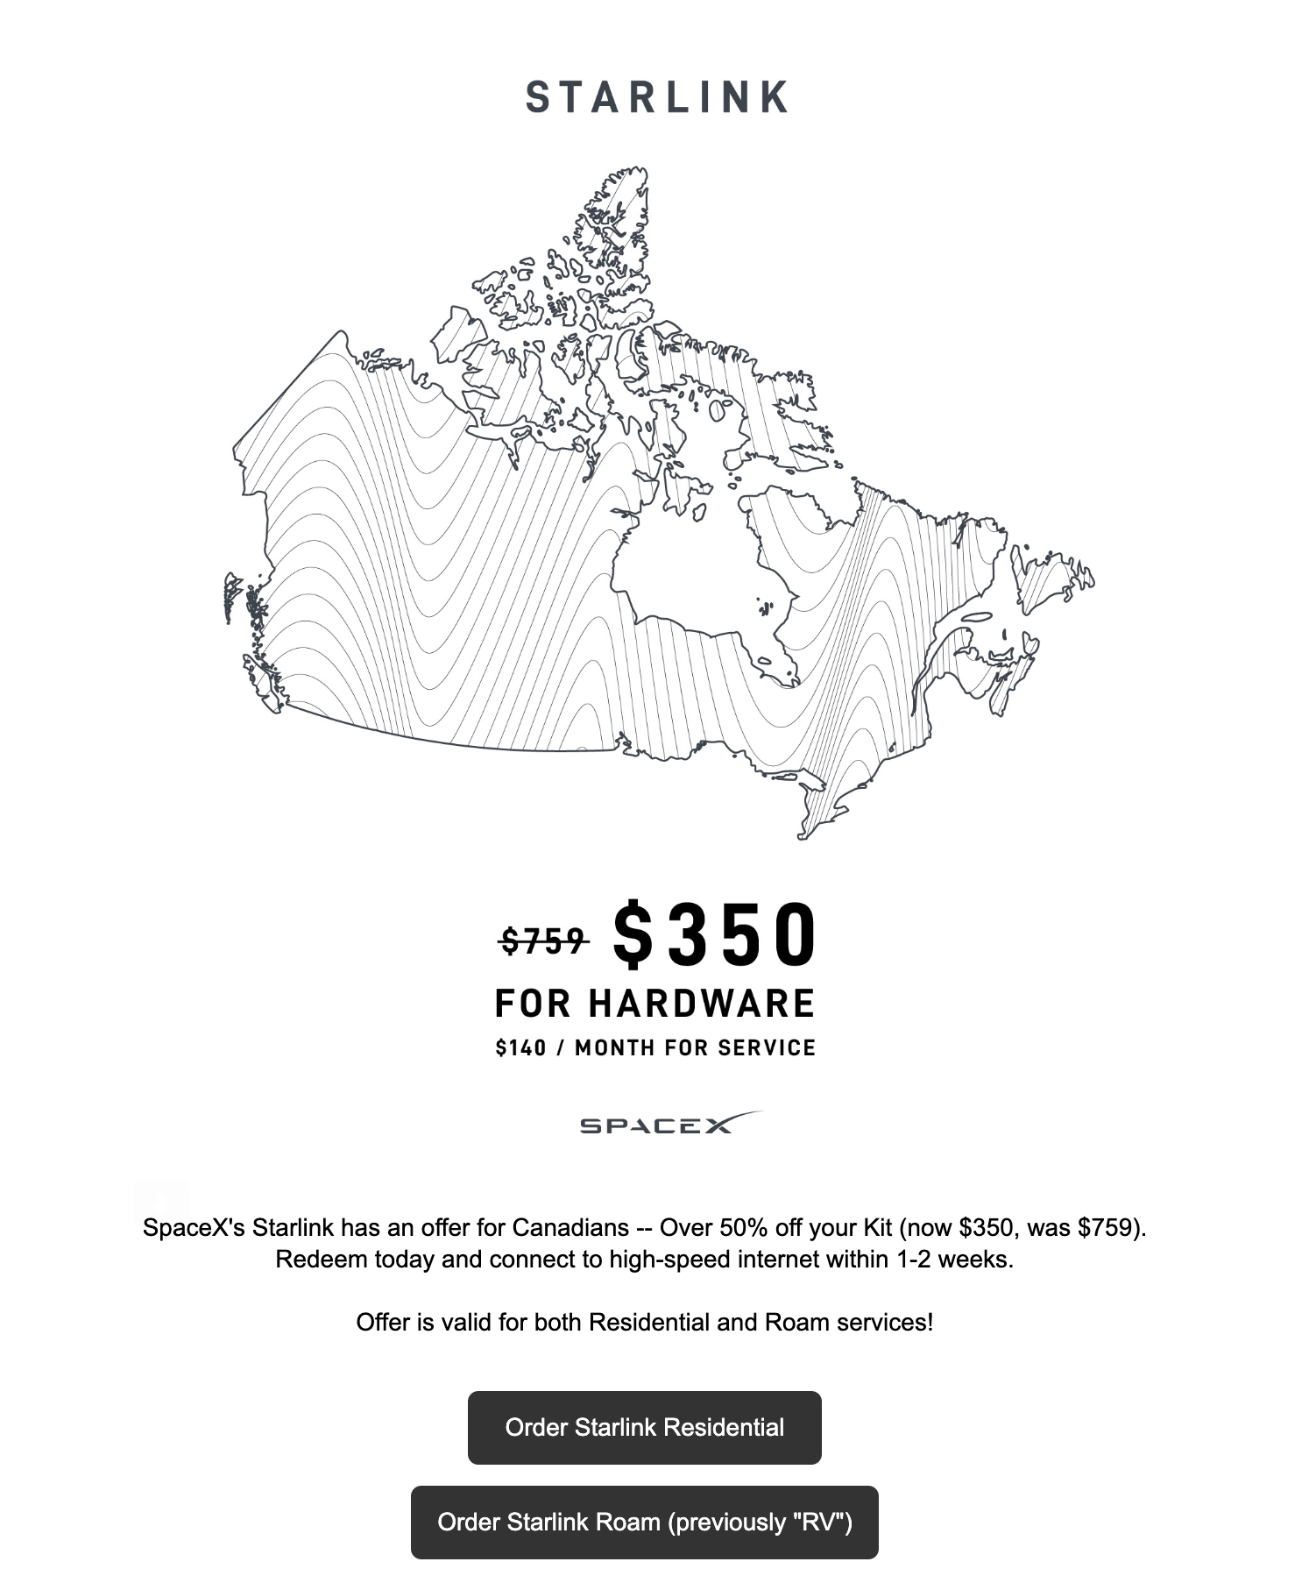 STARLINK
$759 $350
FOR HARDWARE
$140 / MONTH FOR SERVICE
SPACEX
SpaceX's Starlink has an offer for Canadians -- Over 50% off your Kit (now $350, was $759).
Redeem today and connect to high-speed internet within 1-2 weeks.
Offer is valid for both Residential and Roam services!
Order Starlink Residential
Order Starlink Roam (previously "RV")